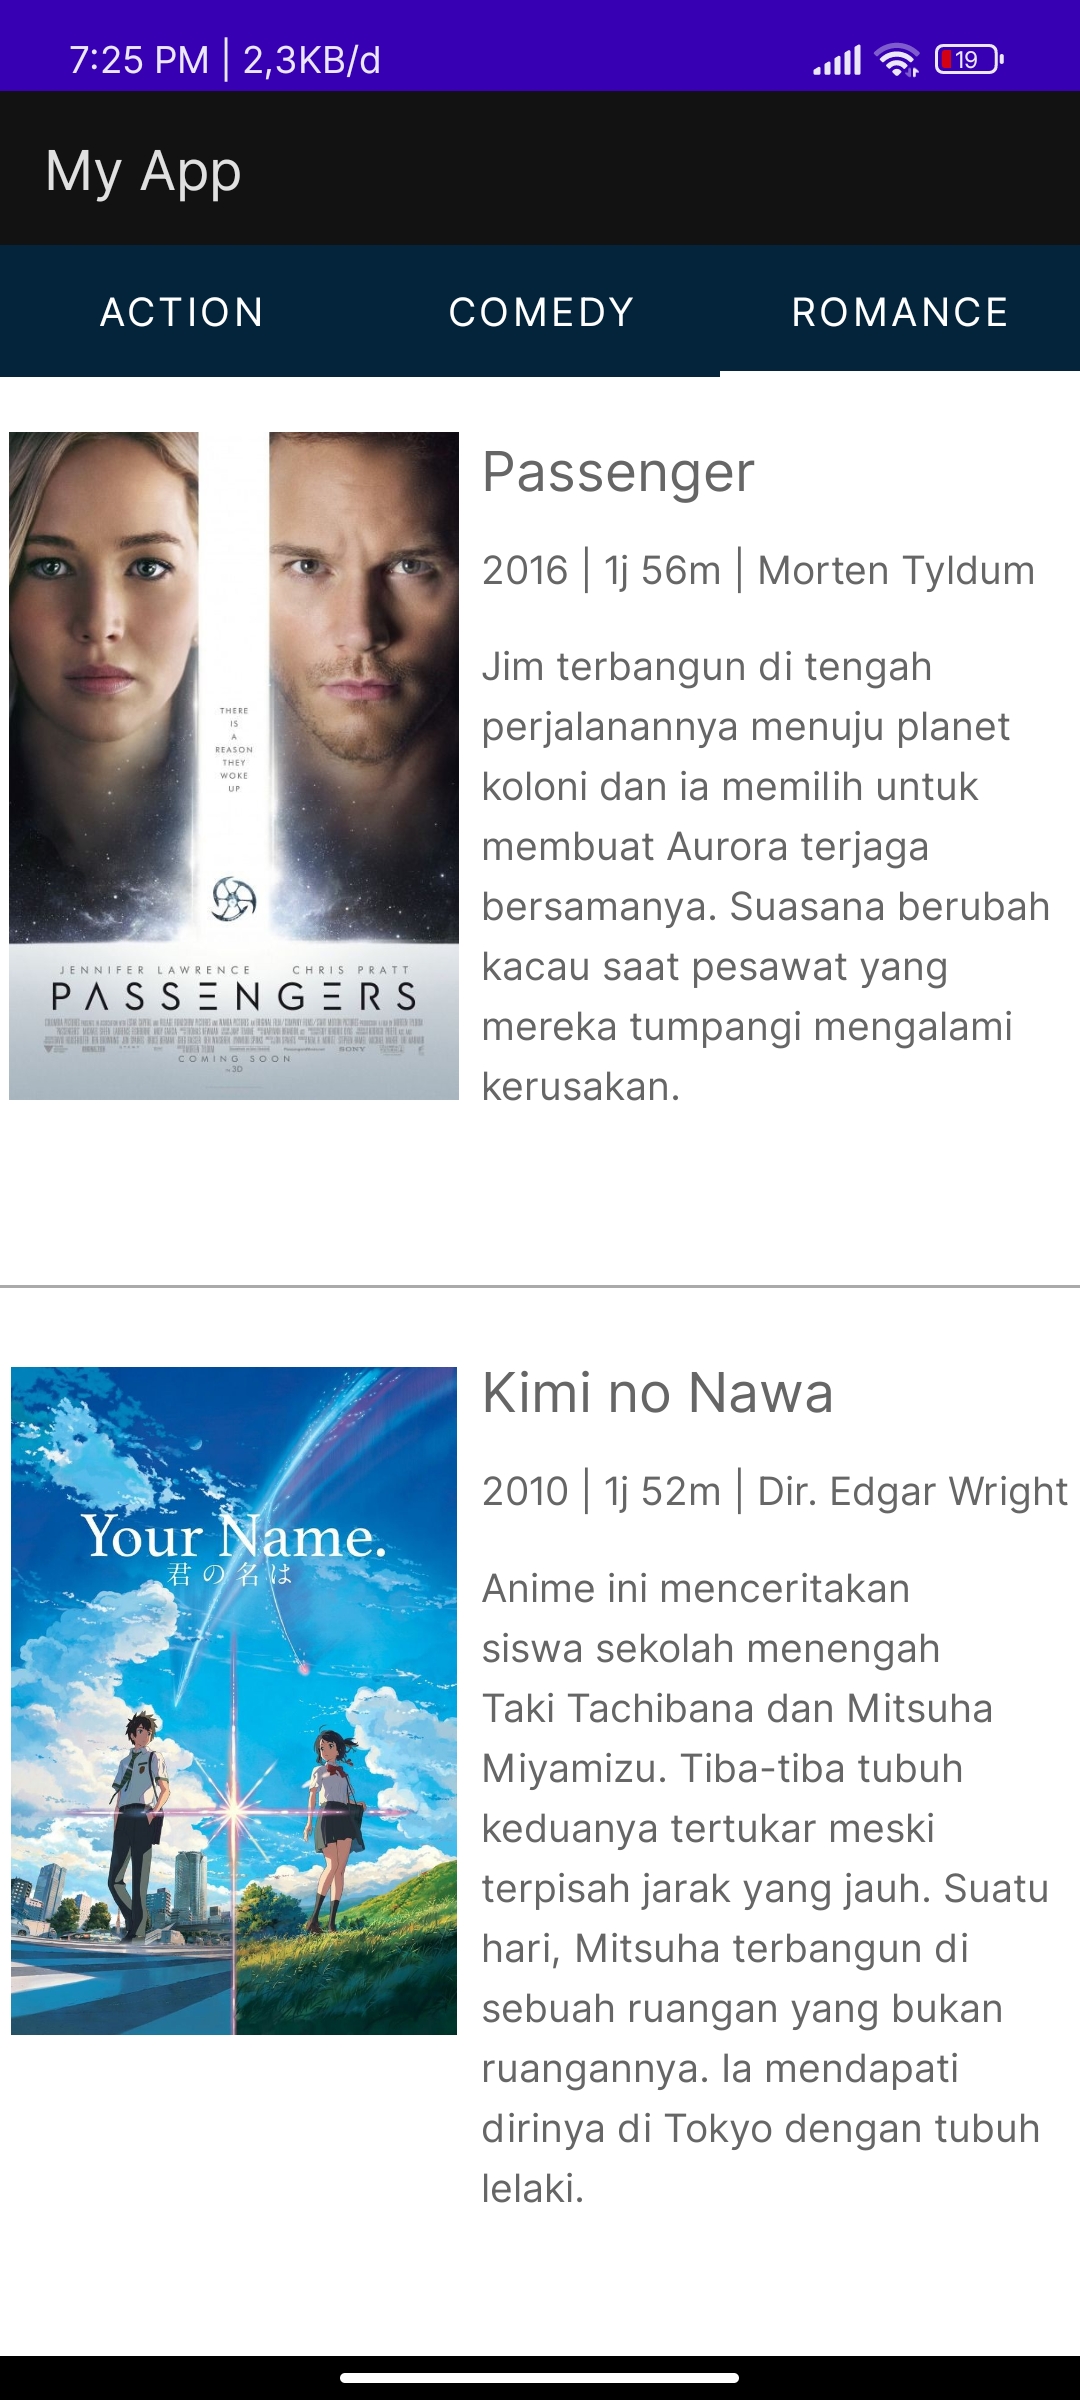 7:25 PM | 2,3KB/d
19
My App
ACTION
COMEDY
ROMANCE
THERE
IS
A
REASON
THEY
WOKE
UP
JENNIFER LAWRENCE CHRIS PRATT
PASSENGERS
COMING SOON
3D
Passenger
2016 | 1j 56m | Morten Tyldum
Jim terbangun di tengah
perjalanannya menuju planet
koloni dan ia memilih untuk
membuat Aurora terjaga
bersamanya. Suasana berubah
kacau saat pesawat yang
mereka tumpangi mengalami
kerusakan.
Your Name.
君の名は
Kimi no Nawa
2010 | 1j 52m | Dir. Edgar Wright
Anime ini menceritakan
siswa sekolah menengah
Taki Tachibana dan Mitsuha
Miyamizu. Tiba-tiba tubuh
keduanya tertukar meski
terpisah jarak yang jauh. Suatu
hari, Mitsuha terbangun di
sebuah ruangan yang bukan
ruangannya. Ia mendapati
dirinya di Tokyo dengan tubuh
lelaki.